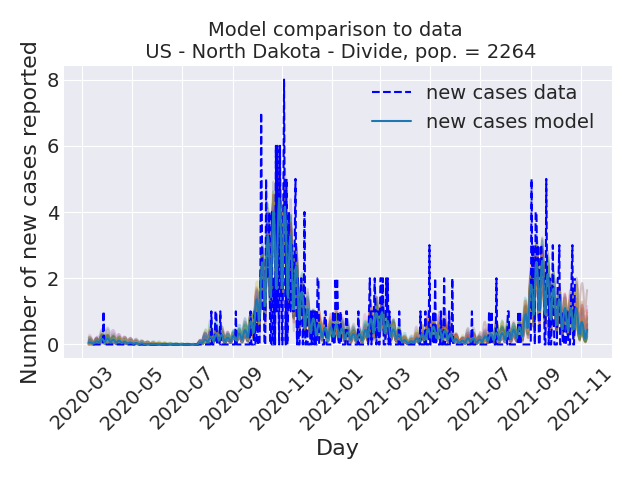 Model comparison to data
US - North Dakota - Divide, pop. = 2264
Number of new cases reported
8
6
4
2
0
new cases data
new cases model
2020-03
2020-05
2020-07
2020-09
2020-11
2021-01
2021-03
2021-05
2021-07
2021-09
2021-11
Day